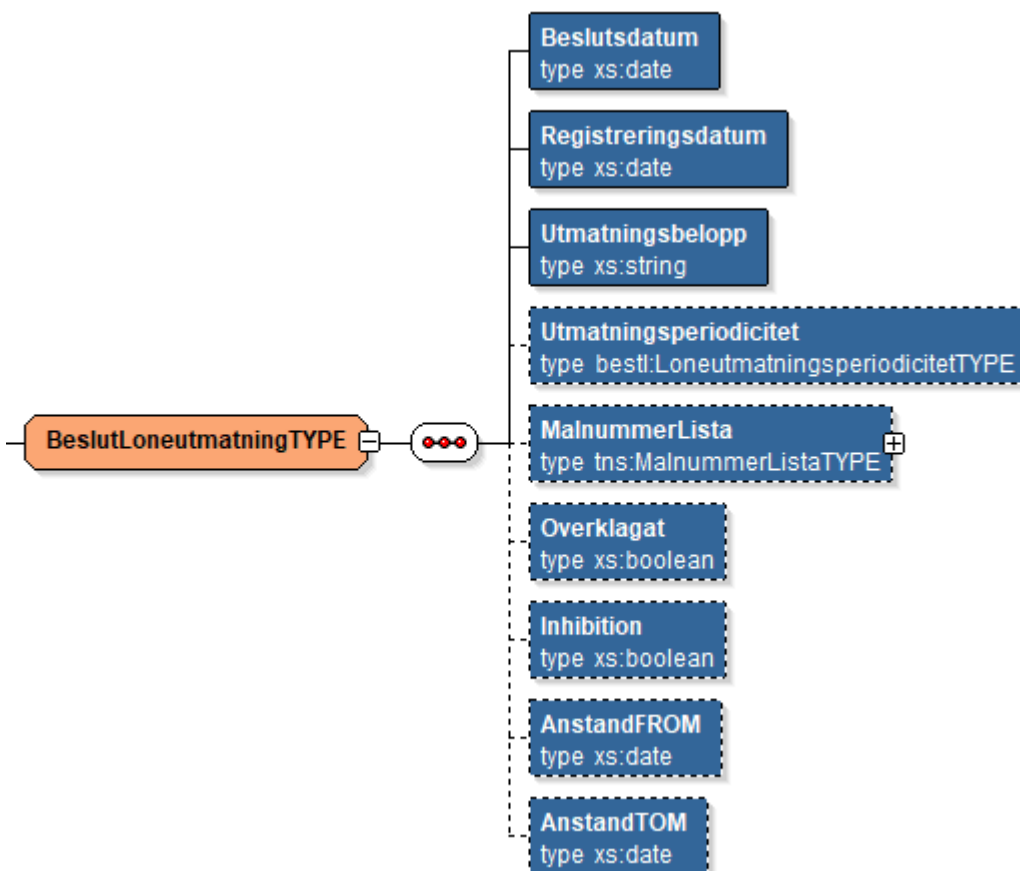 Beslutsdatum
type xs:date
Registreringsdatum
type xs:date
Utmatningsbelopp
type xs:string
Utmatningsperiodicitet
type bestl:LoneutmatningsperiodicitetTYPE
BeslutLoneutmatningTYPE
MalnummerLista
type tns:MalnummerListaTYPE
Overklagat
type xs:boolean
Inhibition
type xs:boolean
AnstandFROM
type xs:date
AnstandTOM
type xs:date